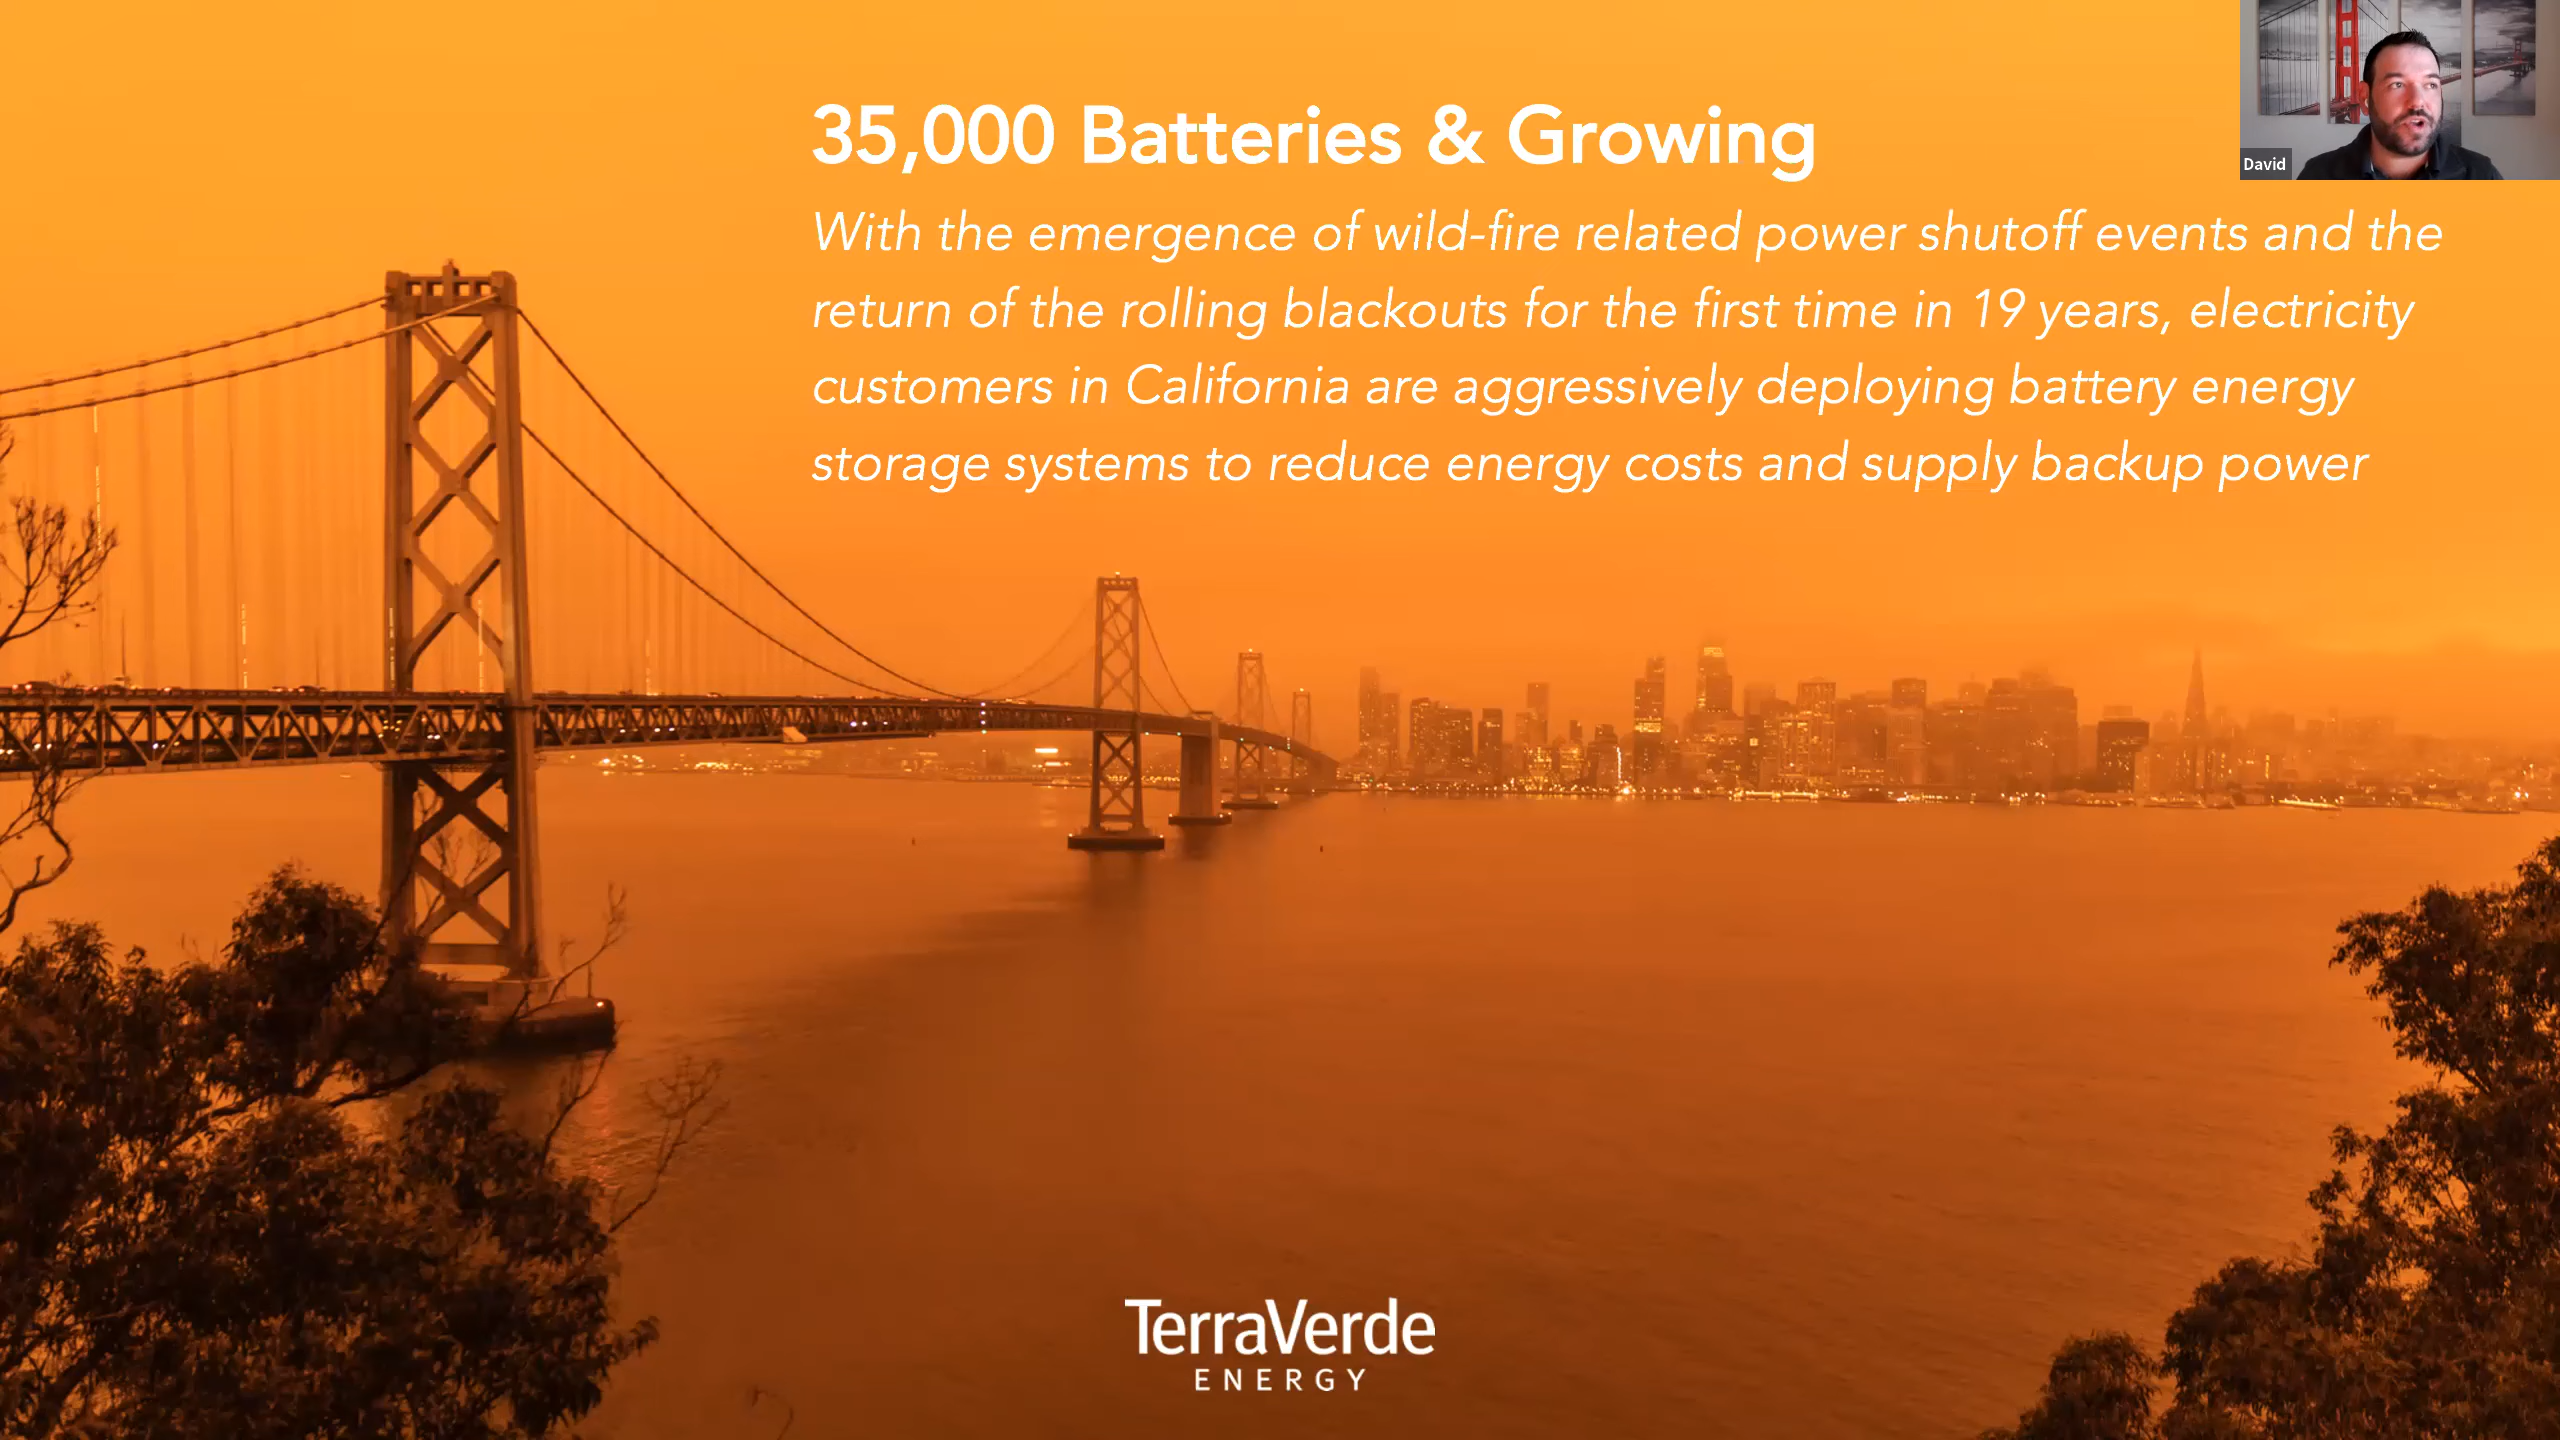 35,000 Batteries & Growing
With the emergence of wild-fire related power shutoff events and the
return of the rolling blackouts for the first time in 19 years, electricity
customers in California are aggressively deploying battery energy
storage systems to reduce energy costs and supply backup power
David
TerraVerde
ENERGY